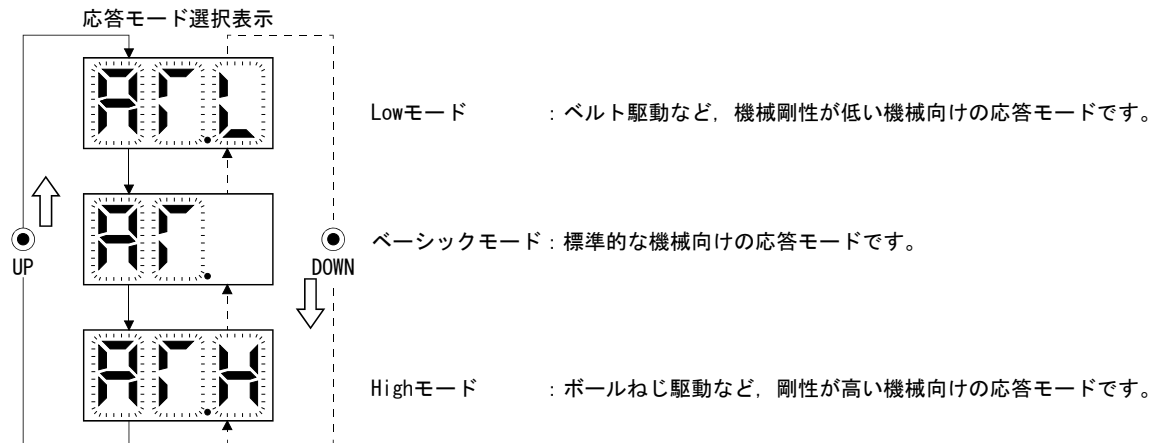 応答モード選択表示
AT.L
Lowモード　　　：ベルト駆動など，機械剛性が低い機械向けの応答モードです。
AT.
UP
DOWN
ベーシックモード：標準的な機械向けの応答モードです。
AT.H
Highモード　　　：ボールねじ駆動など，剛性が高い機械向けの応答モードです。